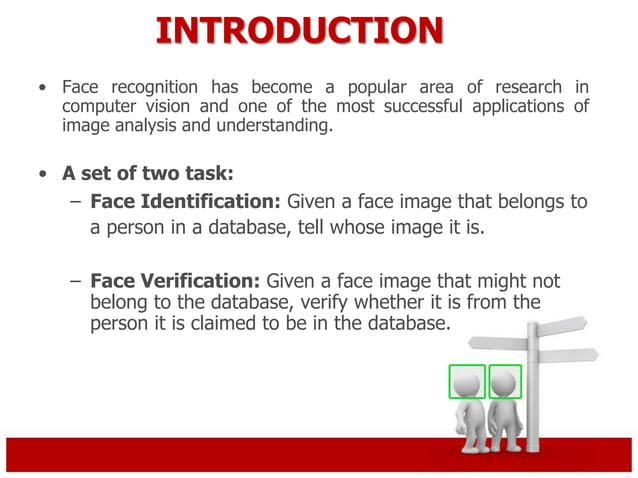 INTRODUCTION
• Face recognition has become a popular area of research in
computer vision and one of the most successful applications of
image analysis and understanding.
• A set of two task:
– Face Identification: Given a face image that belongs to
a person in a database, tell whose image it is.
– Face Verification: Given a face image that might not
belong to the database, verify whether it is from the
person it is claimed to be in the database.